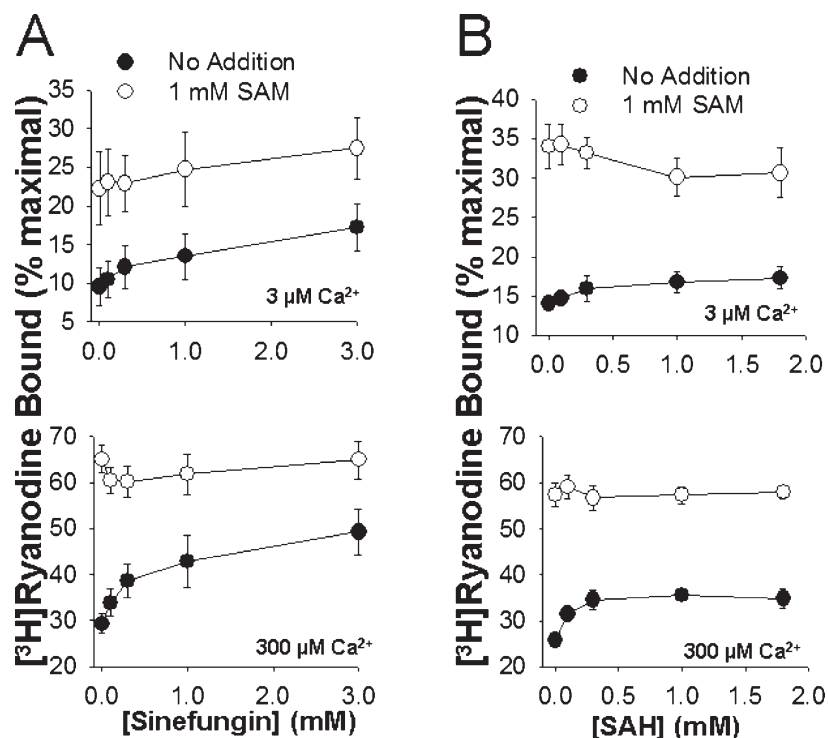 A
No Addition
1 mM SAM
[³H]Ryanodine Bound (% maximal)
35
30
25
20
15
10
5
3 µM Ca²⁺
0.0 1.0 2.0 3.0
70
60
50
40
30
20
300 µM Ca²⁺
0.0 1.0 2.0 3.0
[Sinefungin] (mM)
B
No Addition
1 mM SAM
[³H]Ryanodine Bound (% maximal)
40
35
30
25
20
15
10
3 µM Ca²⁺
0.0 0.5 1.0 1.5 2.0
70
60
50
40
30
20
300 µM Ca²⁺
0.0 0.5 1.0 1.5 2.0
[SAH] (mM)